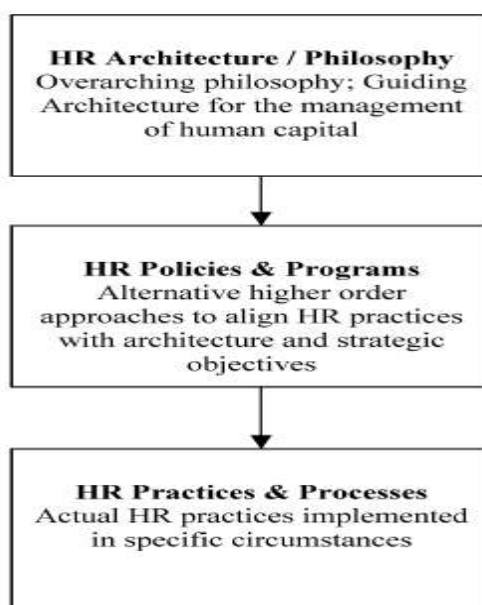 HR Architecture / Philosophy
Overarching philosophy; Guiding
Architecture for the management
of human capital
HR Policies & Programs
Alternative higher order
approaches to align HR practices
with architecture and strategic
objectives
HR Practices & Processes
Actual HR practices implemented
in specific circumstances